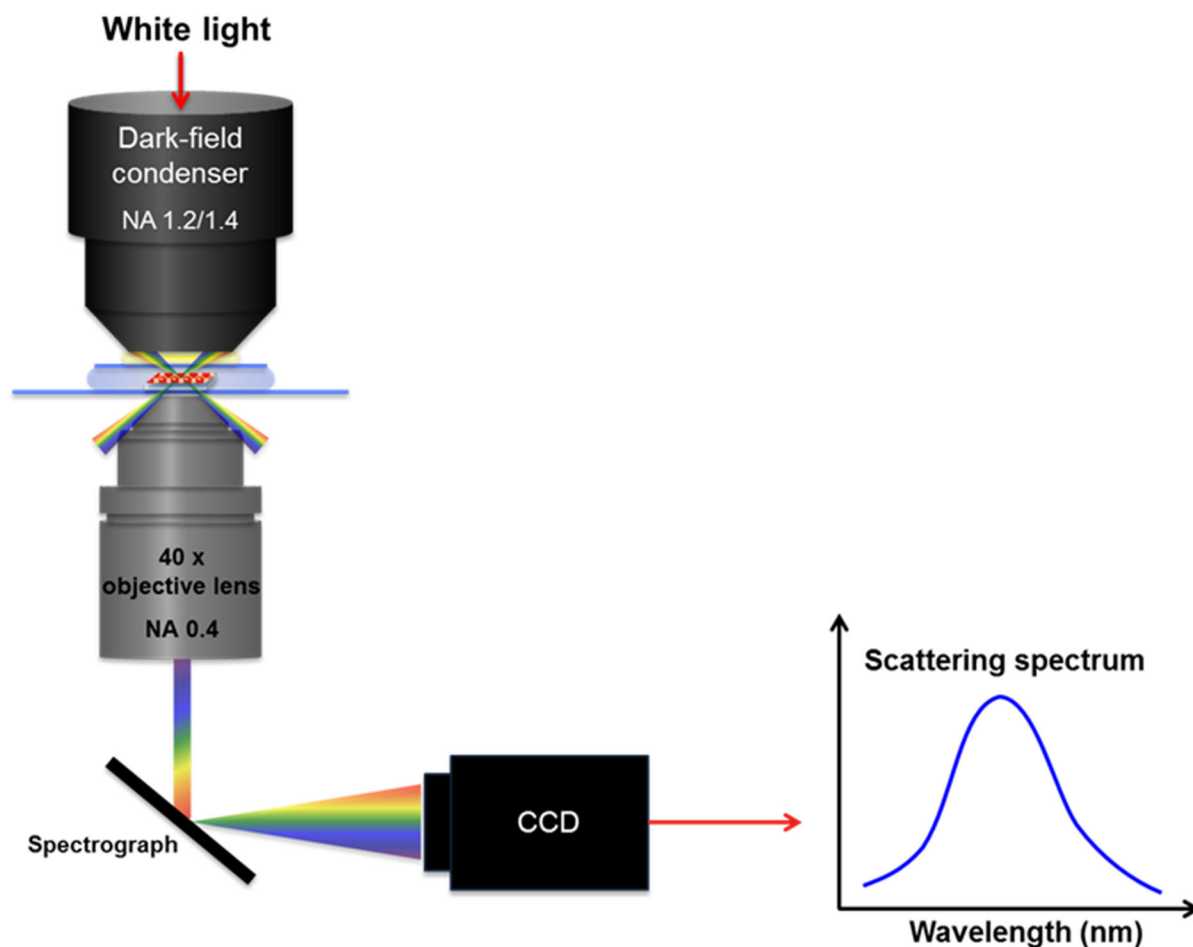 White light
Dark-field
condenser
NA 1.2/1.4
40 x
objective lens
NA 0.4
Spectrograph
CCD
Scattering spectrum
Wavelength (nm)